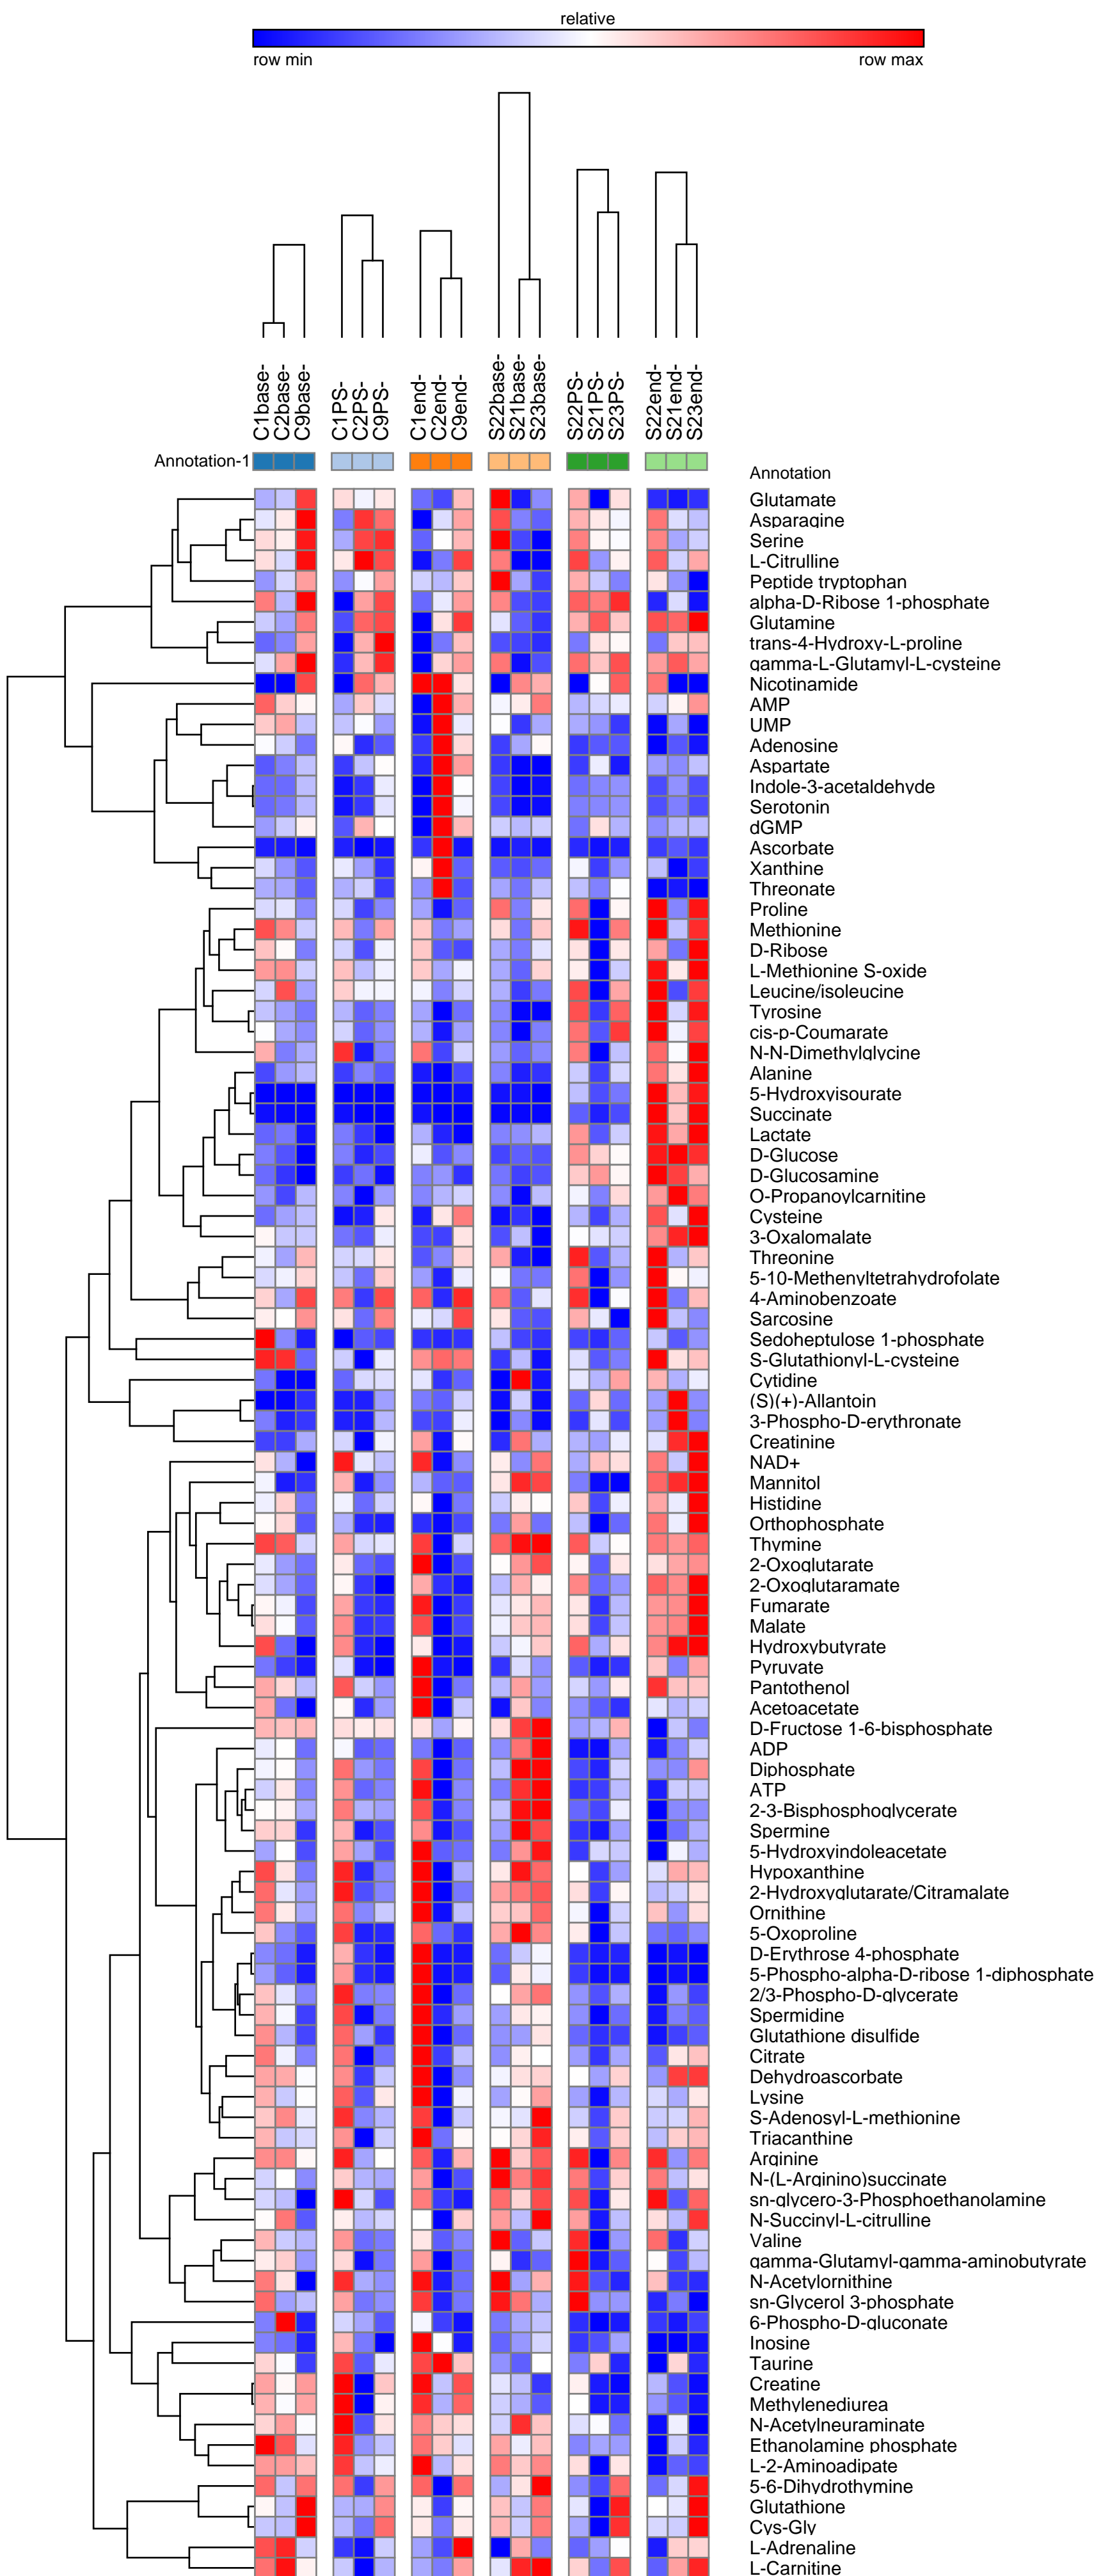 relative
row min row max
C1base-
C2base-
C9base-
C1PS-
C2PS-
C9PS-
C1end-
C2end-
C9end-
S22base-
S21base-
S23base-
S22PS-
S21PS-
S23PS-
S22end-
S21end-
S23end-
Annotation-1
Annotation
Glutamate
Asparagine
Serine
L-Citrulline
Peptide tryptophan
alpha-D-Ribose 1-phosphate
Glutamine
trans-4-Hydroxy-L-proline
gamma-L-Glutamyl-L-cysteine
Nicotinamide
AMP
UMP
Adenosine
Aspartate
Indole-3-acetaldehyde
Serotonin
dGMP
Ascorbate
Xanthine
Threonate
Proline
Methionine
D-Ribose
L-Methionine S-oxide
Leucine/isoleucine
Tyrosine
cis-p-Coumarate
N-N-Dimethylglycine
Alanine
5-Hydroxyisourate
Succinate
Lactate
D-Glucose
D-Glucosamine
O-Propanoylcarnitine
Cysteine
3-Oxalomalate
Threonine
5-10-Methenyltetrahydrofolate
4-Aminobenzoate
Sarcosine
Sedoheptulose 1-phosphate
S-Glutathionyl-L-cysteine
Cytidine
(S)(+)-Allantoin
3-Phospho-D-erythronate
Creatinine
NAD+
Mannitol
Histidine
Orthophosphate
Thymine
2-Oxoglutarate
2-Oxoglutaramate
Fumarate
Malate
Hydroxybutyrate
Pyruvate
Pantothenol
Acetoacetate
D-Fructose 1-6-bisphosphate
ADP
Diphosphate
ATP
2-3-Bisphosphoglycerate
Spermine
5-Hydroxyindoleacetate
Hypoxanthine
2-Hydroxyglutarate/Citramalate
Ornithine
5-Oxoproline
D-Erythrose 4-phosphate
5-Phospho-alpha-D-ribose 1-diphosphate
2/3-Phospho-D-glycerate
Spermidine
Glutathione disulfide
Citrate
Dehydroascorbate
Lysine
S-Adenosyl-L-methionine
Triacanthine
Arginine
N-(L-Arginino)succinate
sn-glycero-3-Phosphoethanolamine
N-Succinyl-L-citrulline
Valine
gamma-Glutamyl-gamma-aminobutyrate
N-Acetylornithine
sn-Glycerol 3-phosphate
6-Phospho-D-gluconate
Inosine
Taurine
Creatine
Methylenediurea
N-Acetylneuraminate
Ethanolamine phosphate
L-2-Aminoadipate
5-6-Dihydrothymine
Glutathione
Cys-Gly
L-Adrenaline
L-Carnitine